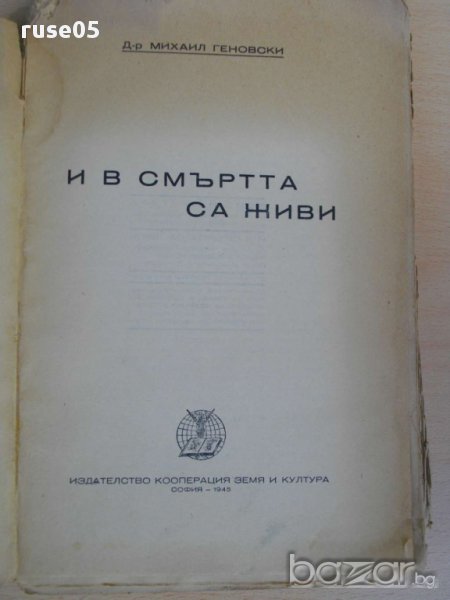 ruse05
Д-р МИХАИЛ ГЕНОВСКИ
И В СМЪРТТА
СА ЖИВИ
ИЗДАТЕЛСТВО КООПЕРАЦИЯ ЗЕМЯ И КУЛТУРА
СОФИЯ – 1945
bazar.bg